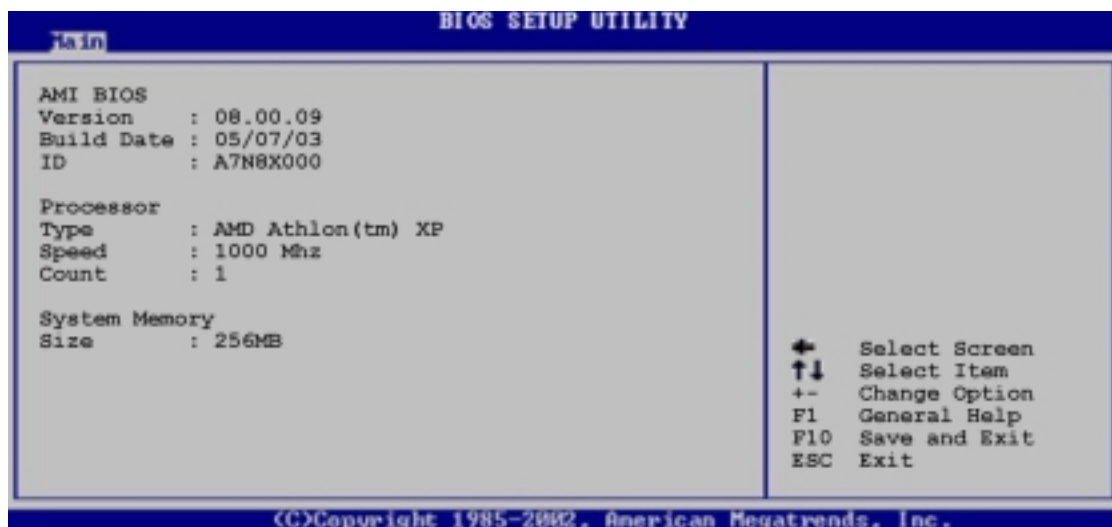 BIOS SETUP UTILITY
Main
AMI BIOS
Version : 08.00.09
Build Date : 05/07/03
ID : A7N8X000
Processor
Type : AMD Athlon(tm) XP
Speed : 1000 Mhz
Count : 1
System Memory
Size : 256MB
← Select Screen
↑↓ Select Item
+- Change Option
F1 General Help
F10 Save and Exit
ESC Exit
(C)Copyright 1985-2002, American Megatrends, Inc.